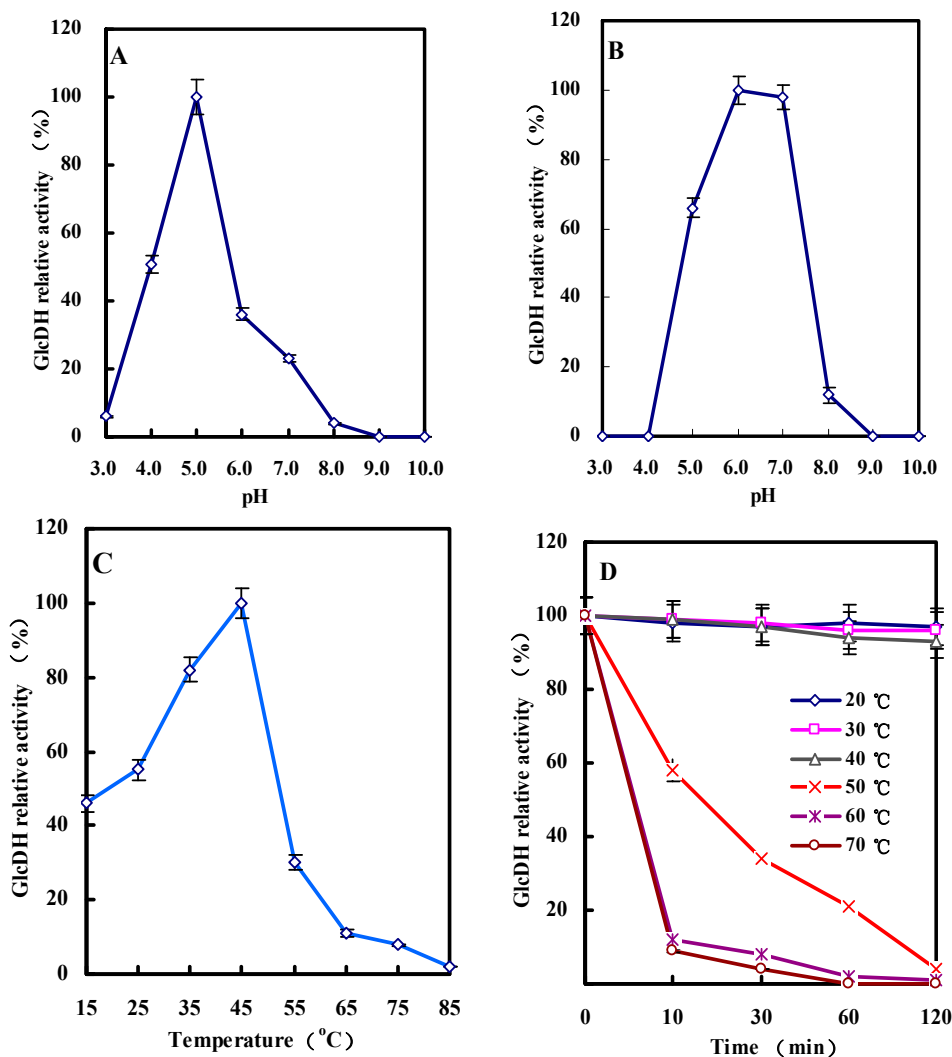 A
GlcDH relative activity （%）
120
100
80
60
40
20
0
3.0 4.0 5.0 6.0 7.0 8.0 9.0 10.0
pH
B
GlcDH relative activity （%）
120
100
80
60
40
20
0
3.0 4.0 5.0 6.0 7.0 8.0 9.0 10.0
pH
C
GlcDH relative activity （%）
120
100
80
60
40
20
0
15 25 35 45 55 65 75 85
Temperature（°C）
D
GlcDH relative activity （%）
120
100
80
60
40
20
20 ℃
30 ℃
40 ℃
50 ℃
60 ℃
70 ℃
0 10 30 60 120
Time （min）